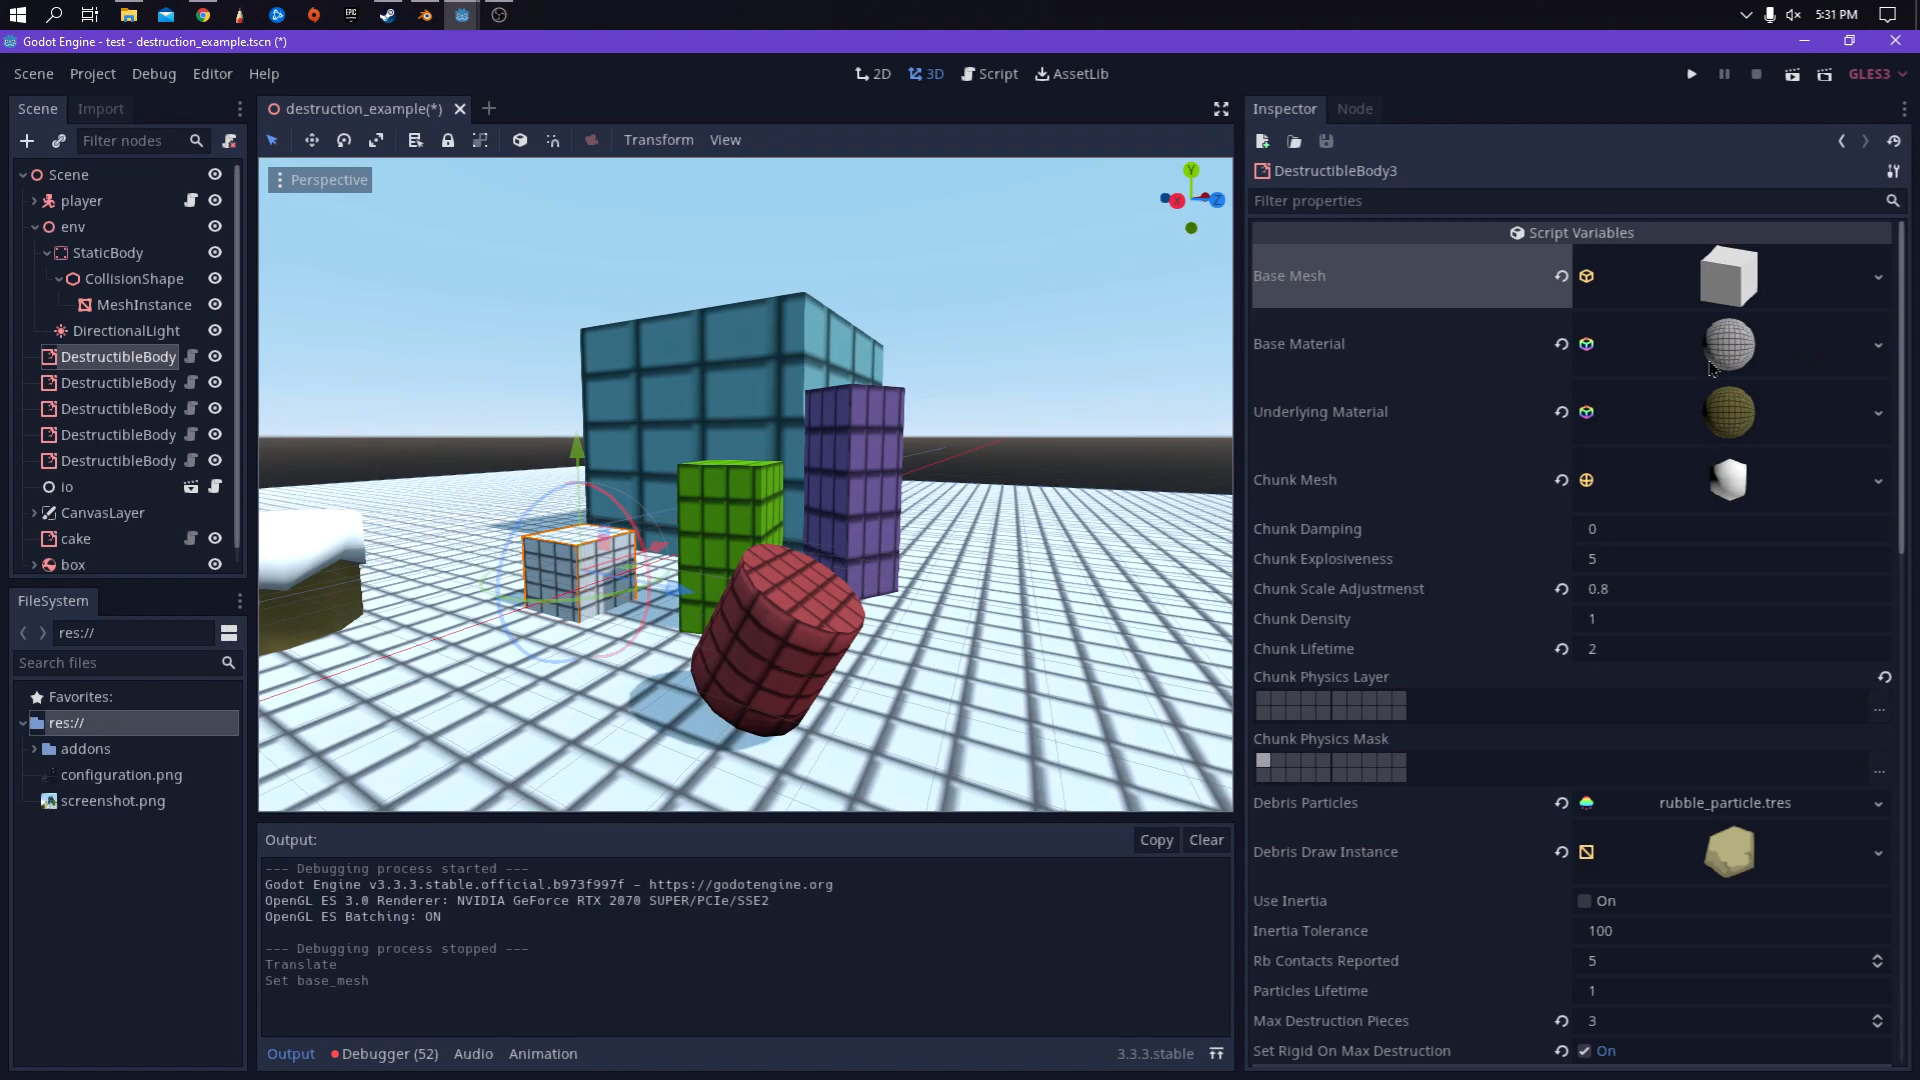 EPIC
5:31 PM
Godot Engine - test - destruction_example.tscn (*)
Scene Project Debug Editor Help
2D 3D Script AssetLib
GLES3
Scene Import
Filter nodes
Scene
player
env
StaticBody
CollisionShape
MeshInstance
DirectionalLight
DestructibleBody
DestructibleBody
DestructibleBody
DestructibleBody
DestructibleBody
io
CanvasLayer
cake
box
FileSystem
res://
Search files
Favorites:
res://
addons
configuration.png
screenshot.png
destruction_example(*)
Transform View
Perspective
Y
X
Z
Output:
Copy Clear
--- Debugging process started ---
Godot Engine v3.3.3.stable.official.b973f997f - https://godotengine.org
OpenGL ES 3.0 Renderer: NVIDIA GeForce RTX 2070 SUPER/PCIe/SSE2
OpenGL ES Batching: ON
--- Debugging process stopped ---
Translate
Set base_mesh
Output Debugger (52) Audio Animation
3.3.3.stable
Inspector Node
DestructibleBody3
Filter properties
Script Variables
Base Mesh
Base Material
Underlying Material
Chunk Mesh
Chunk Damping 0
Chunk Explosiveness 5
Chunk Scale Adjustmenst 0.8
Chunk Density 1
Chunk Lifetime 2
Chunk Physics Layer
...
Chunk Physics Mask
...
Debris Particles rubble_particle.tres
Debris Draw Instance
Use Inertia On
Inertia Tolerance 100
Rb Contacts Reported 5
Particles Lifetime 1
Max Destruction Pieces 3
Set Rigid On Max Destruction On